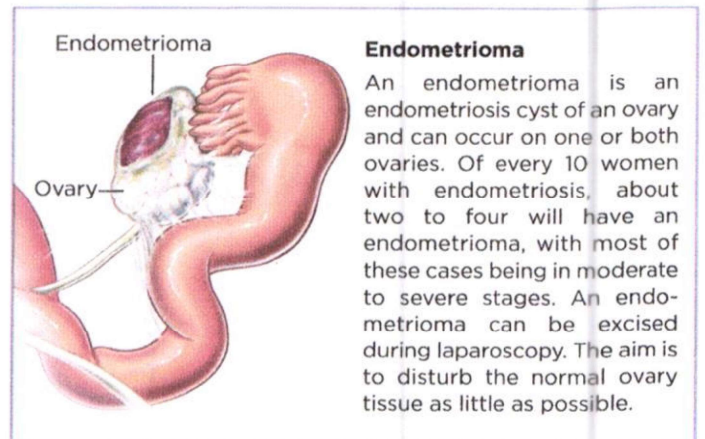 Endometrioma
Ovary
Endometrioma
An endometrioma is an
endometriosis cyst of an ovary
and can occur on one or both
ovaries. Of every 10 women
with endometriosis, about
two to four will have an
endometrioma, with most of
these cases being in moderate
to severe stages. An endo-
metrioma can be excised
during laparoscopy. The aim is
to disturb the normal ovary
tissue as little as possible.